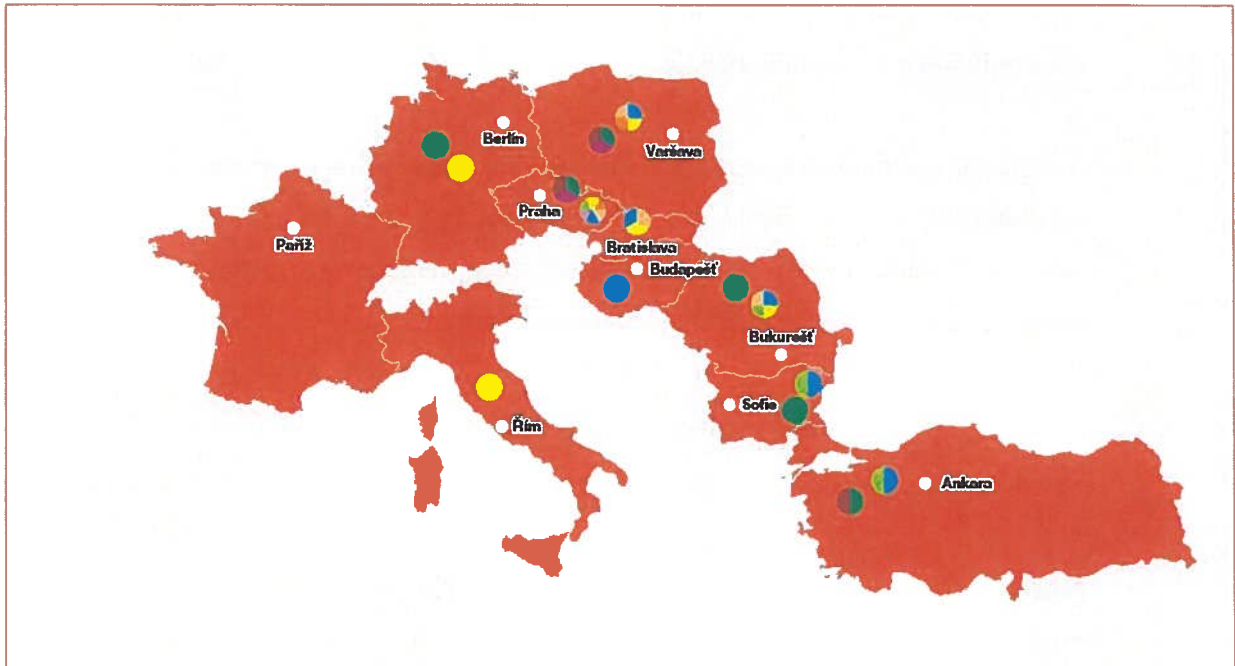 Berlín
Varšava
Praha
Paříž
Bratislava
Budapešť
Bukurešť
Sofie
Řím
Ankara